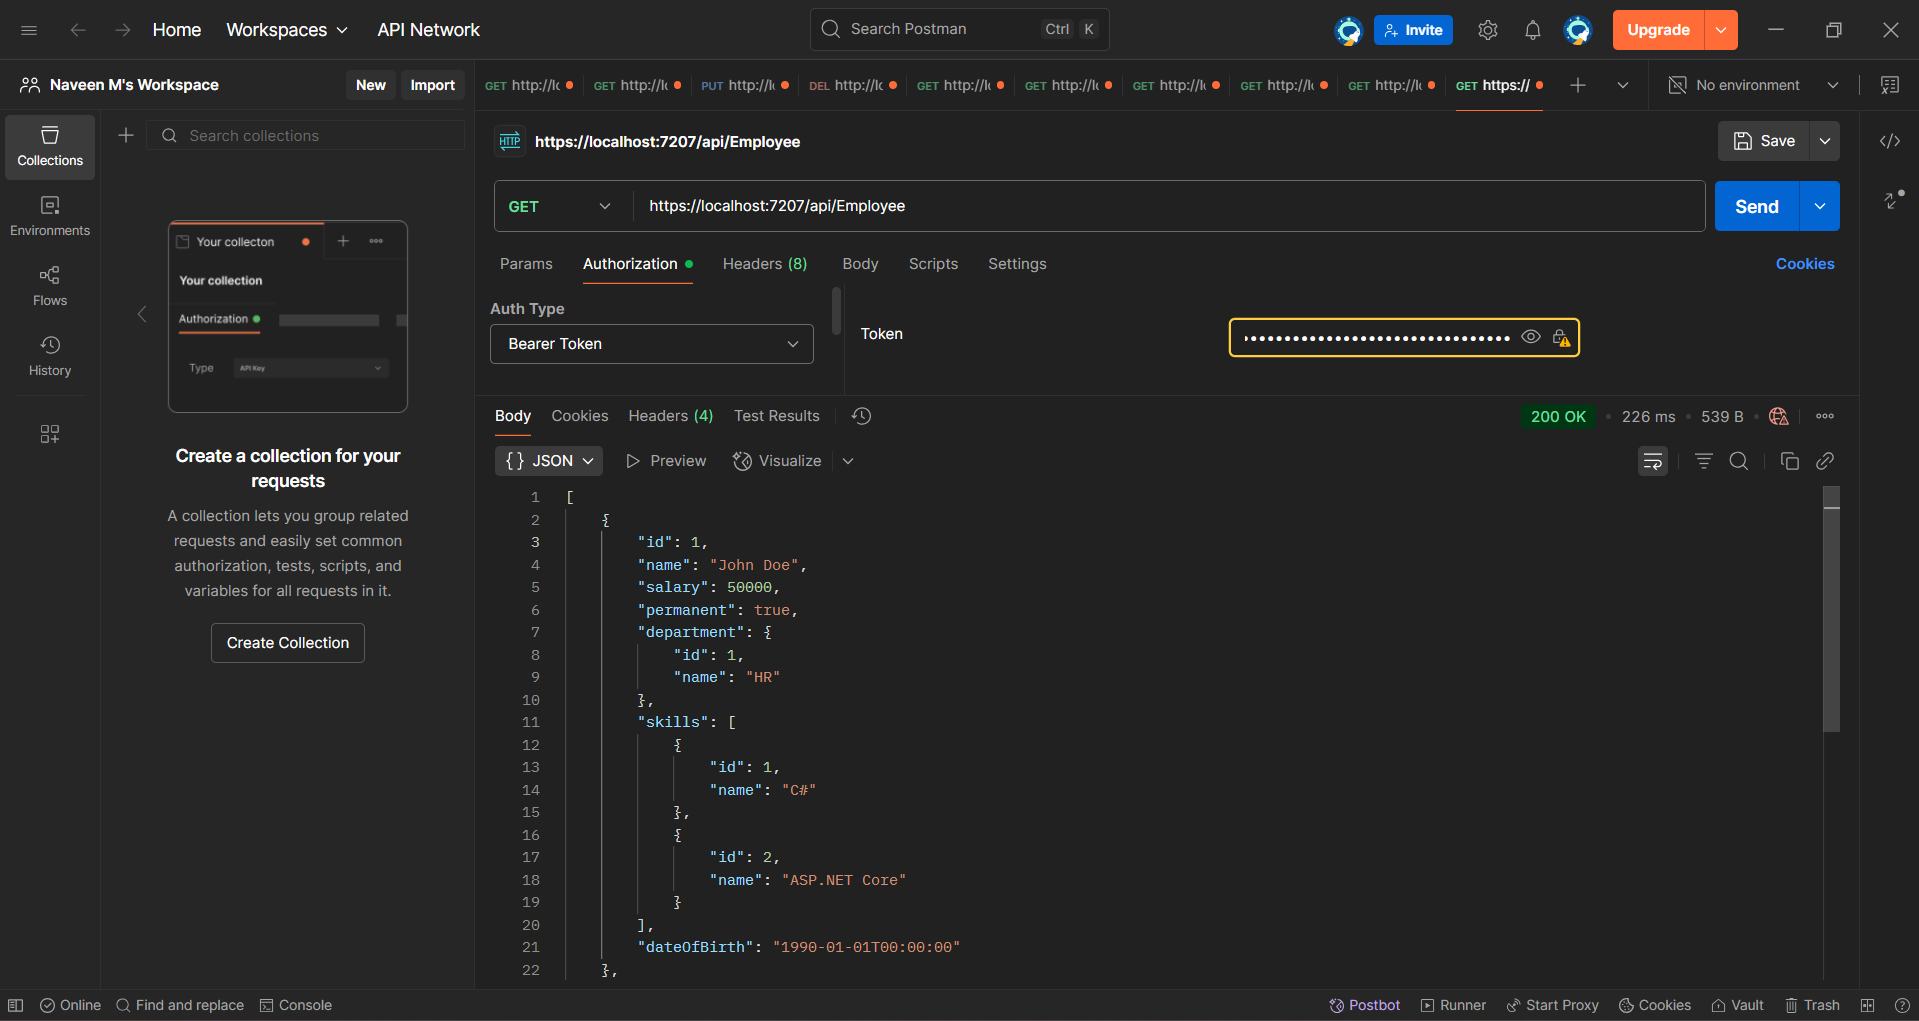 Home Workspaces API Network Search Postman Ctrl K Invite Upgrade
Naveen M's Workspace New Import
GET http://lc GET http://lc PUT http://lc DEL http://lc GET http://lc GET http://lc GET http://lc GET http://lc GET http://lc GET https:// No environment
Collections
Environments
Flows
History
Search collections
Your collecton
Your collection
Authorization
Type API Key
Create a collection for your
requests
A collection lets you group related
requests and easily set common
authorization, tests, scripts, and
variables for all requests in it.
Create Collection
HTTP https://localhost:7207/api/Employee Save
GET https://localhost:7207/api/Employee Send
Params Authorization Headers (8) Body Scripts Settings Cookies
Auth Type
Bearer Token
Token
Body Cookies Headers (4) Test Results 200 OK 226 ms 539 B
{} JSON Preview Visualize
1 [
2 {
3 "id": 1,
4 "name": "John Doe",
5 "salary": 50000,
6 "permanent": true,
7 "department": {
8 "id": 1,
9 "name": "HR"
10 },
11 "skills": [
12 {
13 "id": 1,
14 "name": "C#"
15 },
16 {
17 "id": 2,
18 "name": "ASP.NET Core"
19 }
20 ],
21 "dateOfBirth": "1990-01-01T00:00:00"
22 },
Online Find and replace Console Postbot Runner Start Proxy Cookies Vault Trash